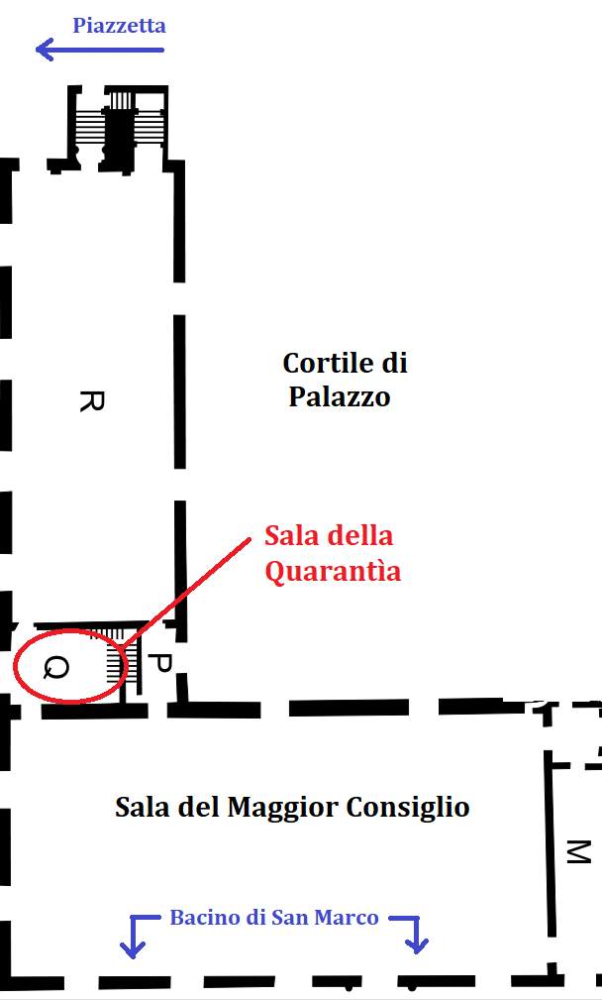 Piazzetta
Cortile di
Palazzo
R
Sala della
Quarantìa
Q
P
Sala del Maggior Consiglio
M
Bacino di San Marco